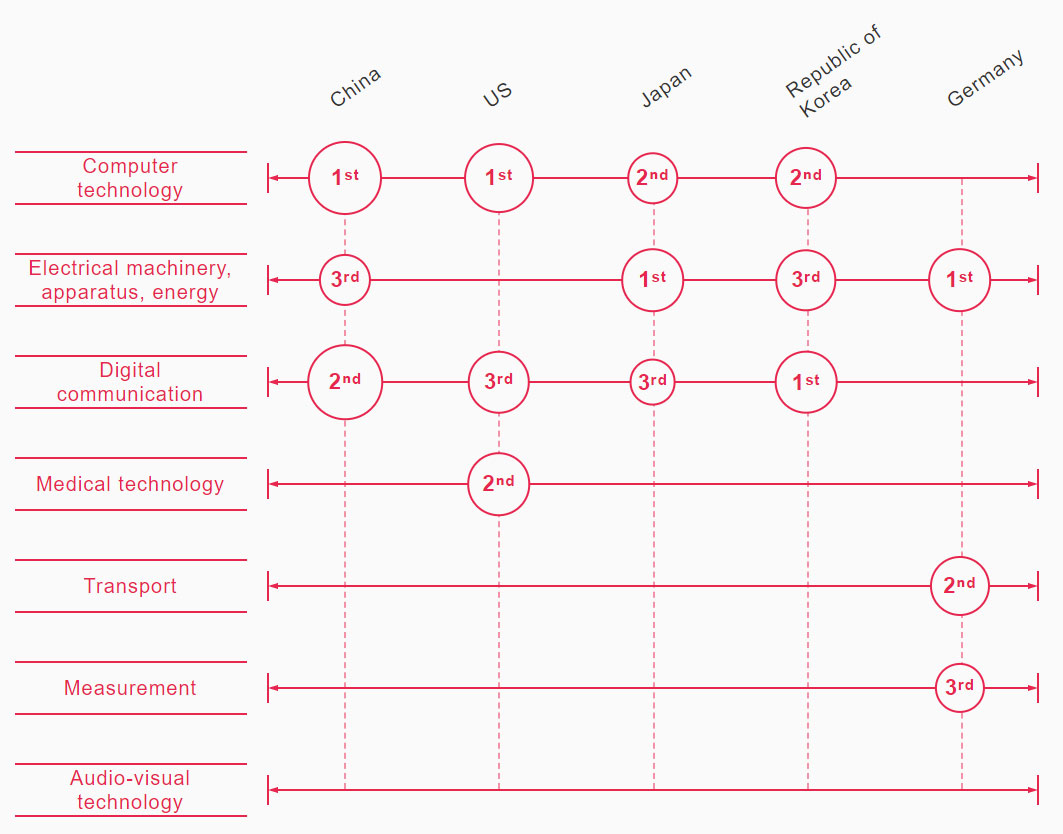 China
US
Japan
Republic of
Korea
Germany
Computer
technology
1st
1st
2nd
2nd
Electrical machinery,
apparatus, energy
3rd
1st
3rd
1st
Digital
communication
2nd
3rd
3rd
1st
Medical technology
2nd
Transport
2nd
Measurement
3rd
Audio-visual
technology